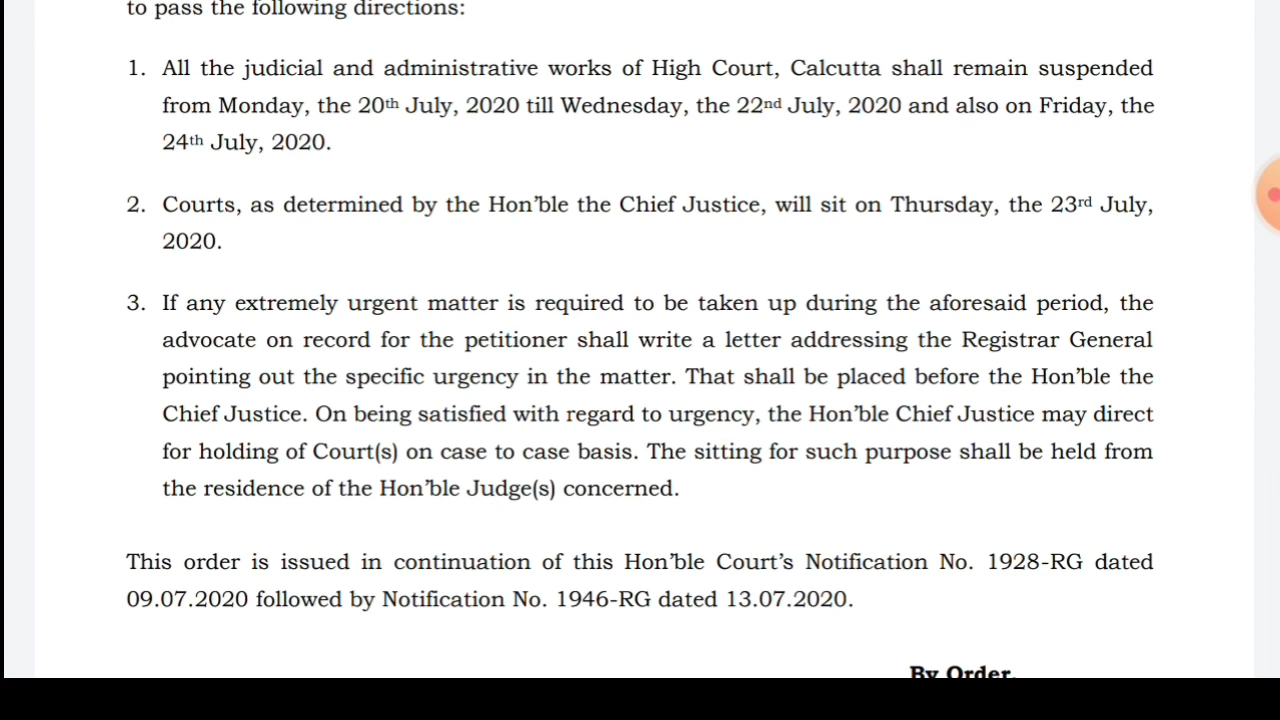 to pass the following directions:
1. All the judicial and administrative works of High Court, Calcutta shall remain suspended
from Monday, the 20th July, 2020 till Wednesday, the 22nd July, 2020 and also on Friday, the
24th July, 2020.
2. Courts, as determined by the Hon’ble the Chief Justice, will sit on Thursday, the 23rd July,
2020.
3. If any extremely urgent matter is required to be taken up during the aforesaid period, the
advocate on record for the petitioner shall write a letter addressing the Registrar General
pointing out the specific urgency in the matter. That shall be placed before the Hon’ble the
Chief Justice. On being satisfied with regard to urgency, the Hon’ble Chief Justice may direct
for holding of Court(s) on case to case basis. The sitting for such purpose shall be held from
the residence of the Hon’ble Judge(s) concerned.
This order is issued in continuation of this Hon’ble Court’s Notification No. 1928-RG dated
09.07.2020 followed by Notification No. 1946-RG dated 13.07.2020.
By Order,